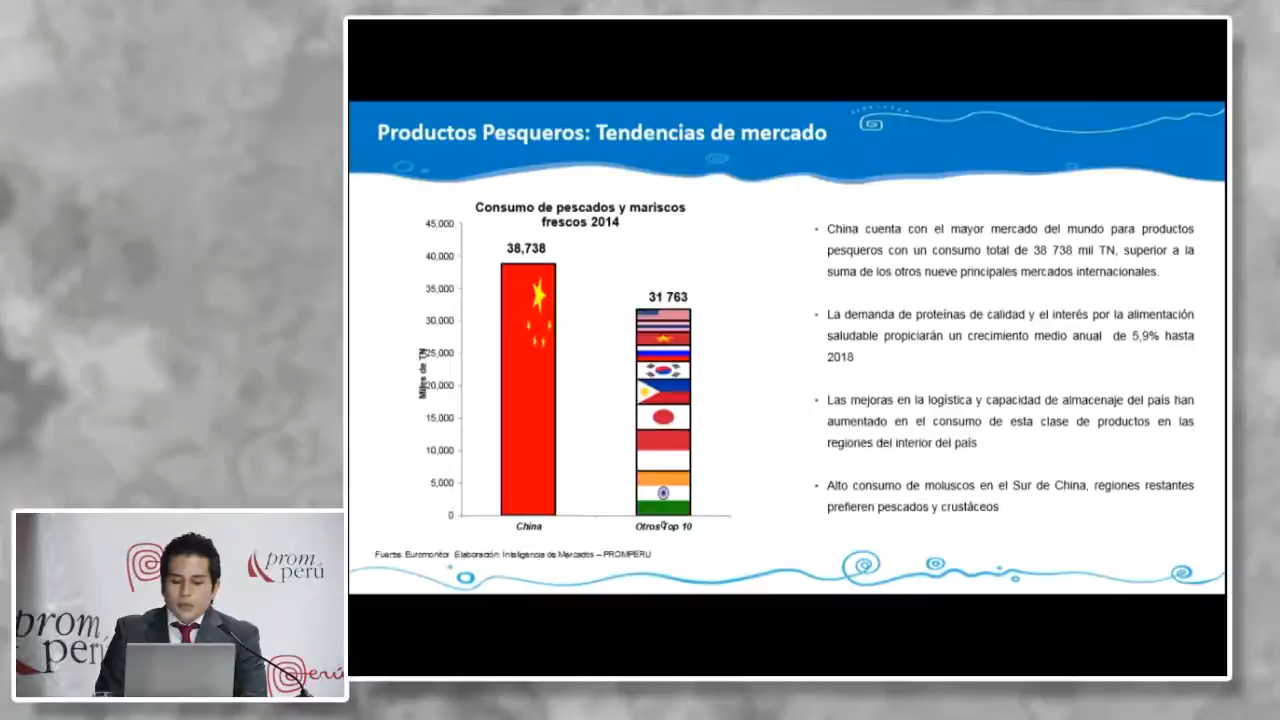 Productos Pesqueros: Tendencias de mercado
Consumo de pescados y mariscos
frescos 2014
45,000
40,000
35,000
30,000
25,000
20,000
15,000
10,000
5,000
0
Miles de TN
38,738
31 763
China
Otros Top 10
Fuente: Euromonitor Elaboración: Inteligencia de Mercados – PROMPERU
• China cuenta con el mayor mercado del mundo para productos
pesqueros con un consumo total de 38 738 mil TN, superior a la
suma de los otros nueve principales mercados internacionales.
• La demanda de proteínas de calidad y el interés por la alimentación
saludable propiciarán un crecimiento medio anual de 5,9% hasta
2018
• Las mejoras en la logística y capacidad de almacenaje del país han
aumentado en el consumo de esta clase de productos en las
regiones del interior del país
• Alto consumo de moluscos en el Sur de China, regiones restantes
prefieren pescados y crustáceos
prom
perú
prom
perú
perú